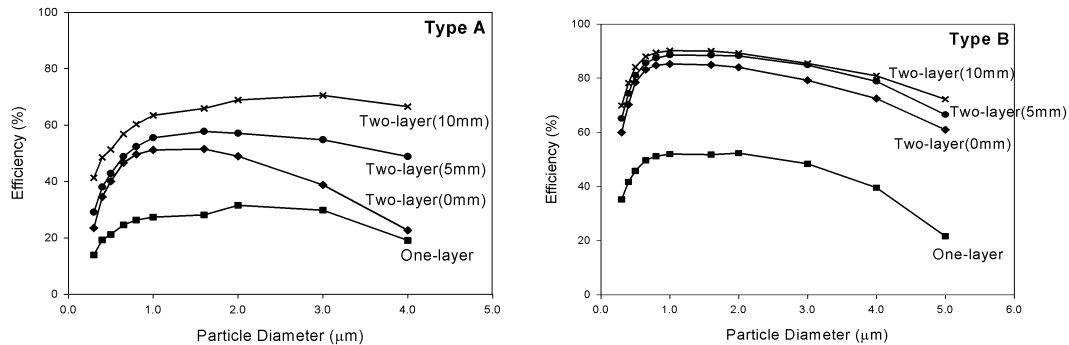 Type A
100
80
60
40
20
0
Efficiency (%)
Two-layer(10mm)
Two-layer(5mm)
Two-layer(0mm)
One-layer
0.0 1.0 2.0 3.0 4.0 5.0
Particle Diameter (μm)
Type B
100
80
60
40
20
0
Efficiency (%)
Two-layer(10mm)
Two-layer(5mm)
Two-layer(0mm)
One-layer
0.0 1.0 2.0 3.0 4.0 5.0 6.0
Particle Diameter (μm)